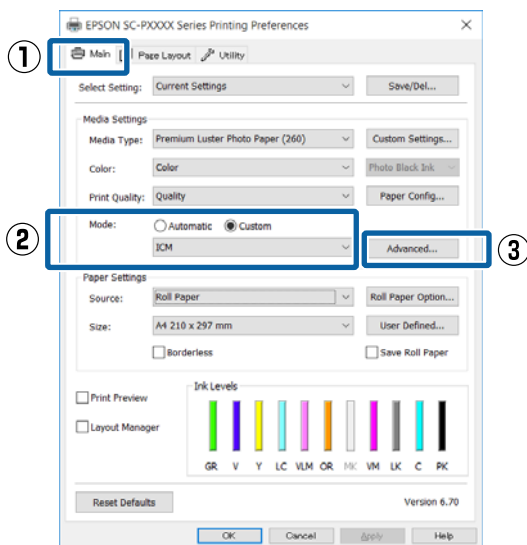 EPSON SC-PXXXX Series Printing Preferences
1
Main Page Layout Utility
Select Setting: Current Settings Save/Del...
Media Settings
Media Type: Premium Luster Photo Paper (260) Custom Settings...
Color: Color Photo Black Ink
Print Quality: Quality Paper Config...
2
Mode: Automatic Custom
ICM Advanced... 3
Paper Settings
Source: Roll Paper Roll Paper Option...
Size: A4 210 x 297 mm User Defined...
Borderless Save Roll Paper
Ink Levels
Print Preview
Layout Manager
GR V Y LC VLM OR MK VM LK C PK
Reset Defaults Version 6.70
OK Cancel Apply Help